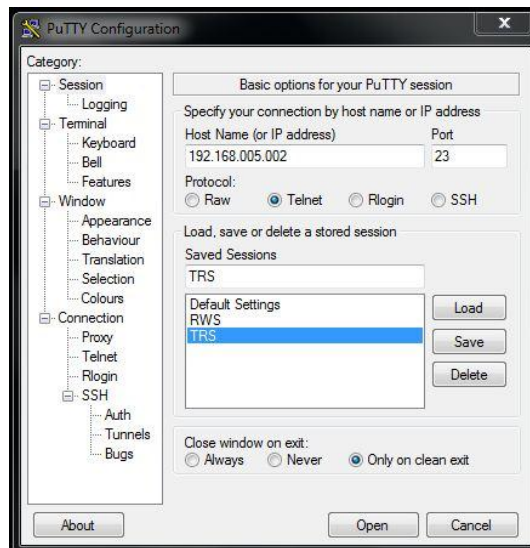 PuTTY Configuration
x
Category:
Session
Logging
Terminal
Keyboard
Bell
Features
Window
Appearance
Behaviour
Translation
Selection
Colours
Connection
Proxy
Telnet
Rlogin
SSH
Auth
Tunnels
Bugs
Basic options for your PuTTY session
Specify your connection by host name or IP address
Host Name (or IP address) Port
192.168.005.002 23
Protocol:
Raw Telnet Rlogin SSH
Load, save or delete a stored session
Saved Sessions
TRS
Default Settings
RWS
TRS
Load
Save
Delete
Close window on exit:
Always Never Only on clean exit
About Open Cancel